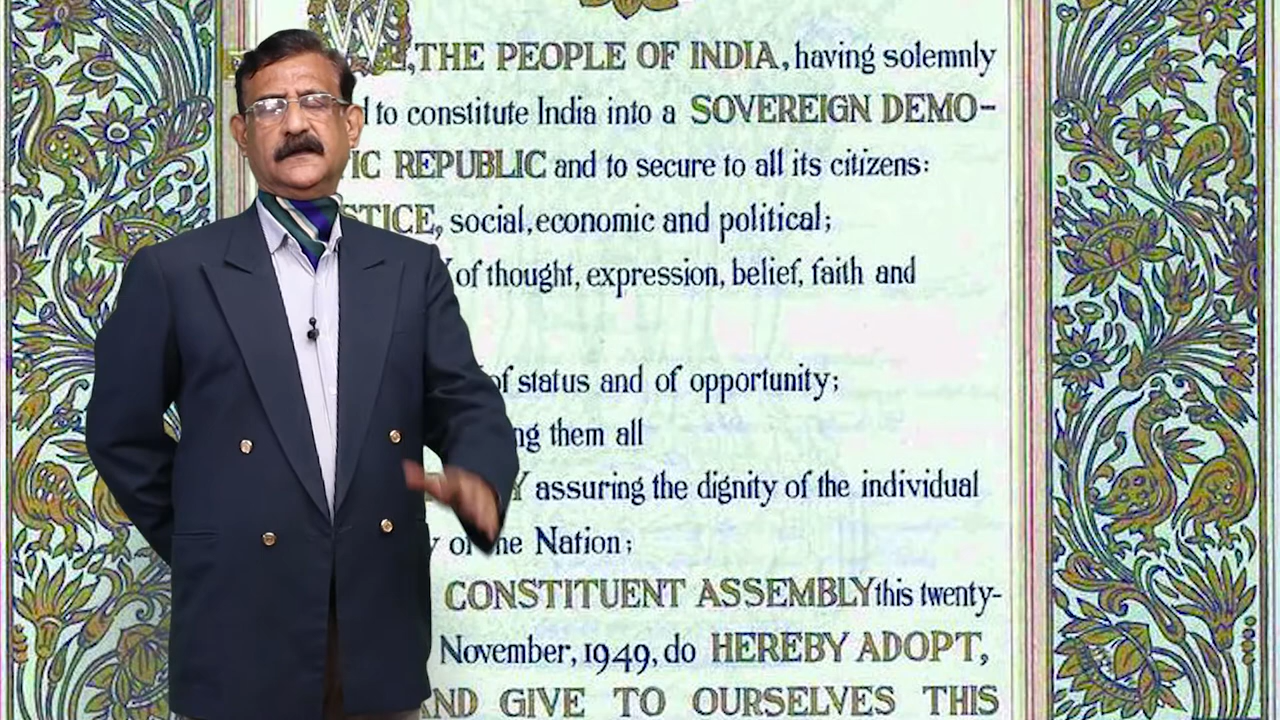 WE, THE PEOPLE OF INDIA, having solemnly
to constitute India into a SOVEREIGN DEMO-
IC REPUBLIC and to secure to all its citizens:
STICE, social, economic and political;
of thought, expression, belief, faith and
of status and of opportunity;
ng them all
Y assuring the dignity of the individual
y of the Nation;
CONSTITUENT ASSEMBLY this twenty-
November, 1949, do HEREBY ADOPT,
AND GIVE TO OURSELVES THIS